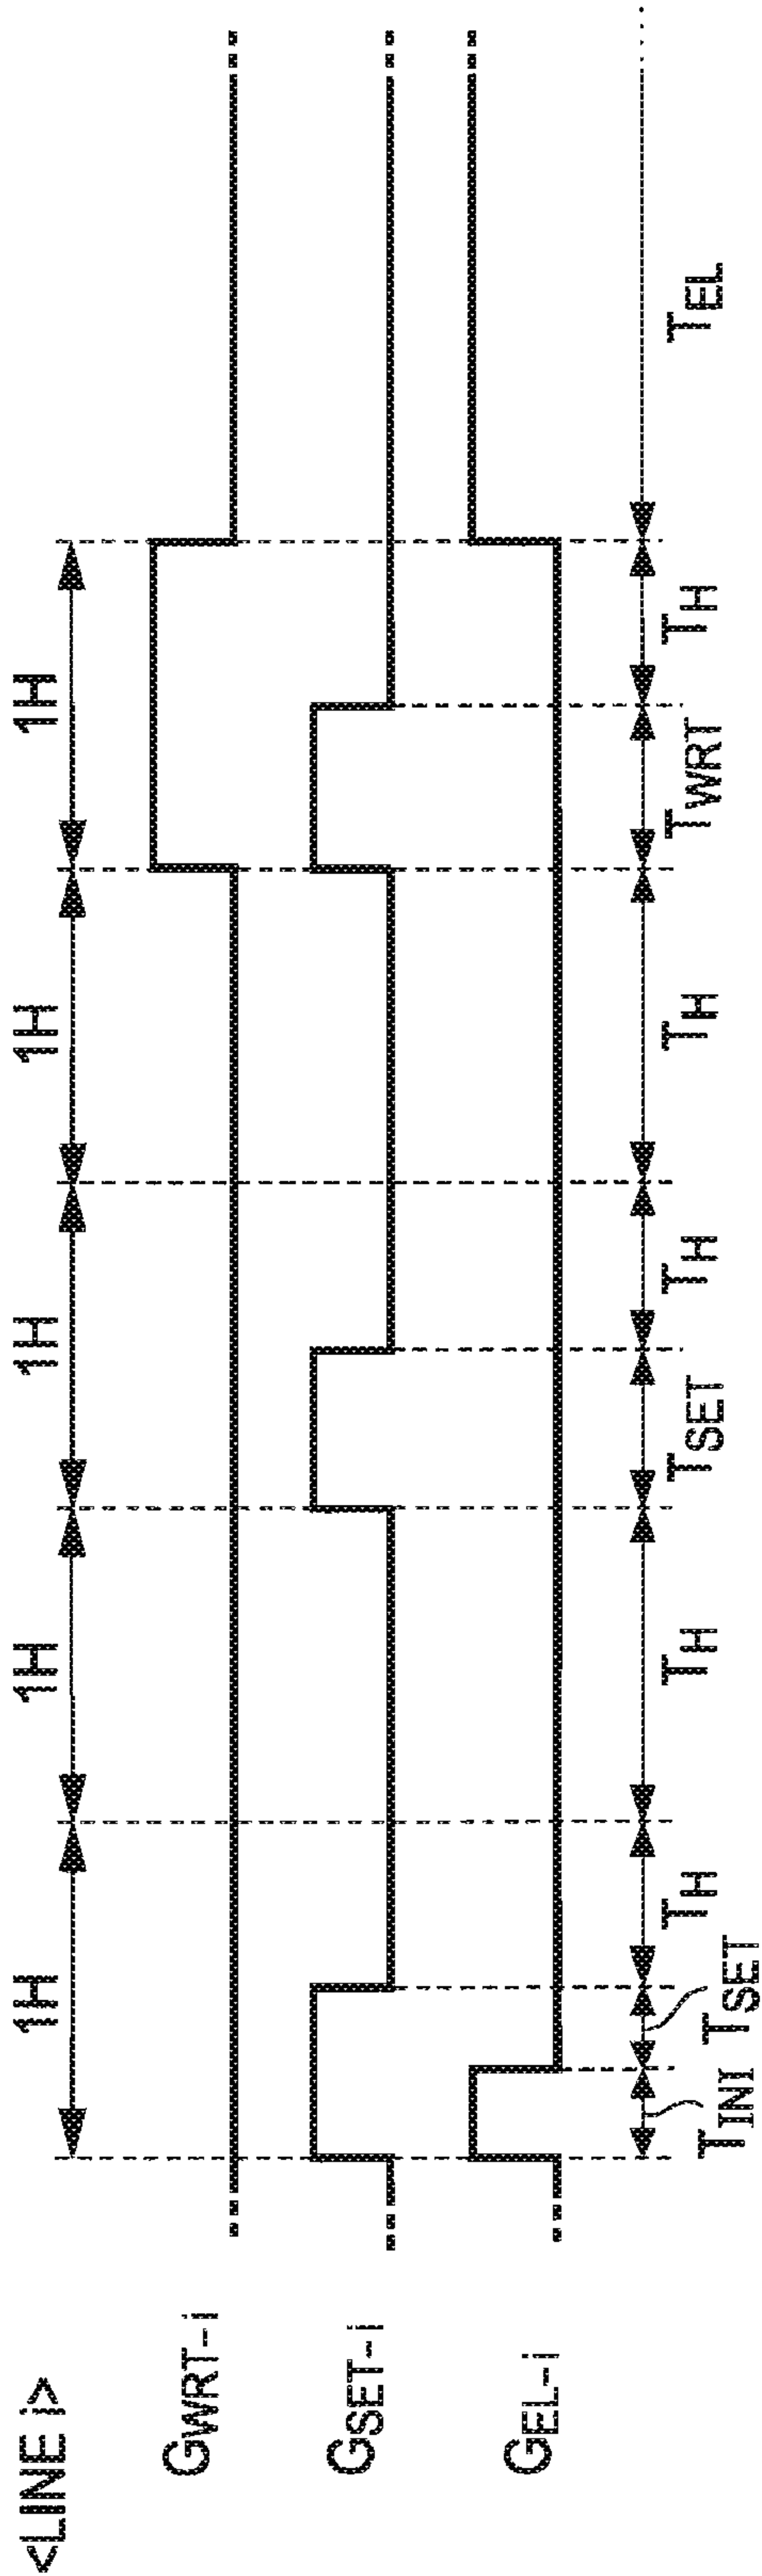 <LINE i>
1H 1H 1H 1H 1H
GWRT-i
GSET-i
GEL-i
TINI TSET TH TH TSET TH TH TWRT TH TEL